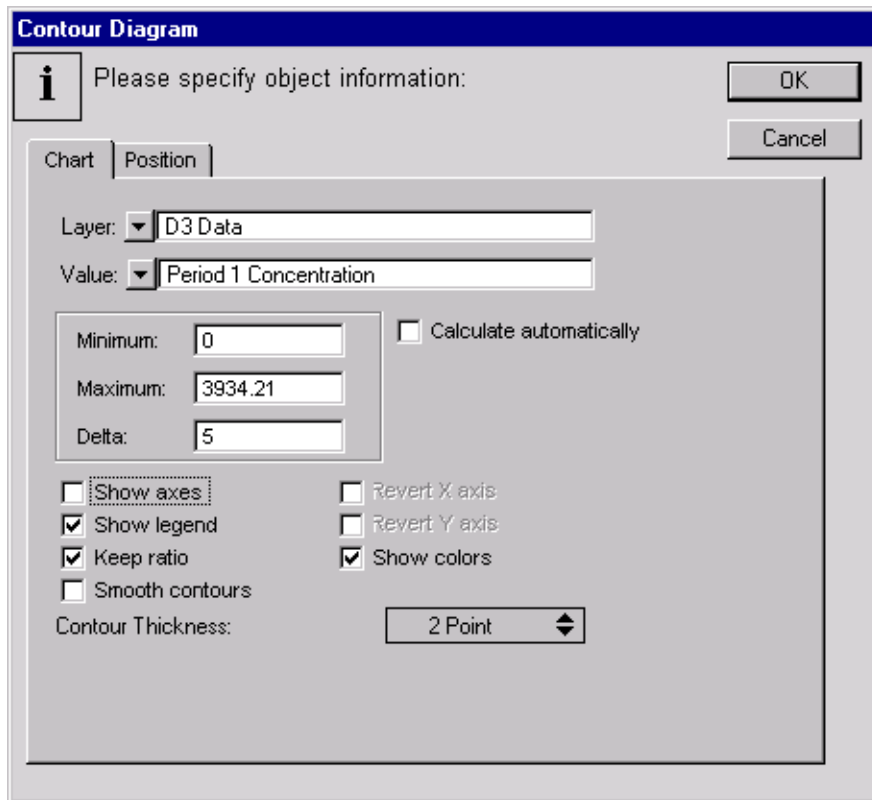 Contour Diagram
i Please specify object information:
OK
Cancel
Chart Position
Layer: D3 Data
Value: Period 1 Concentration
Minimum: 0
Calculate automatically
Maximum: 3934.21
Delta: 5
Show axes Revert X axis
Show legend Revert Y axis
Keep ratio Show colors
Smooth contours
Contour Thickness: 2 Point